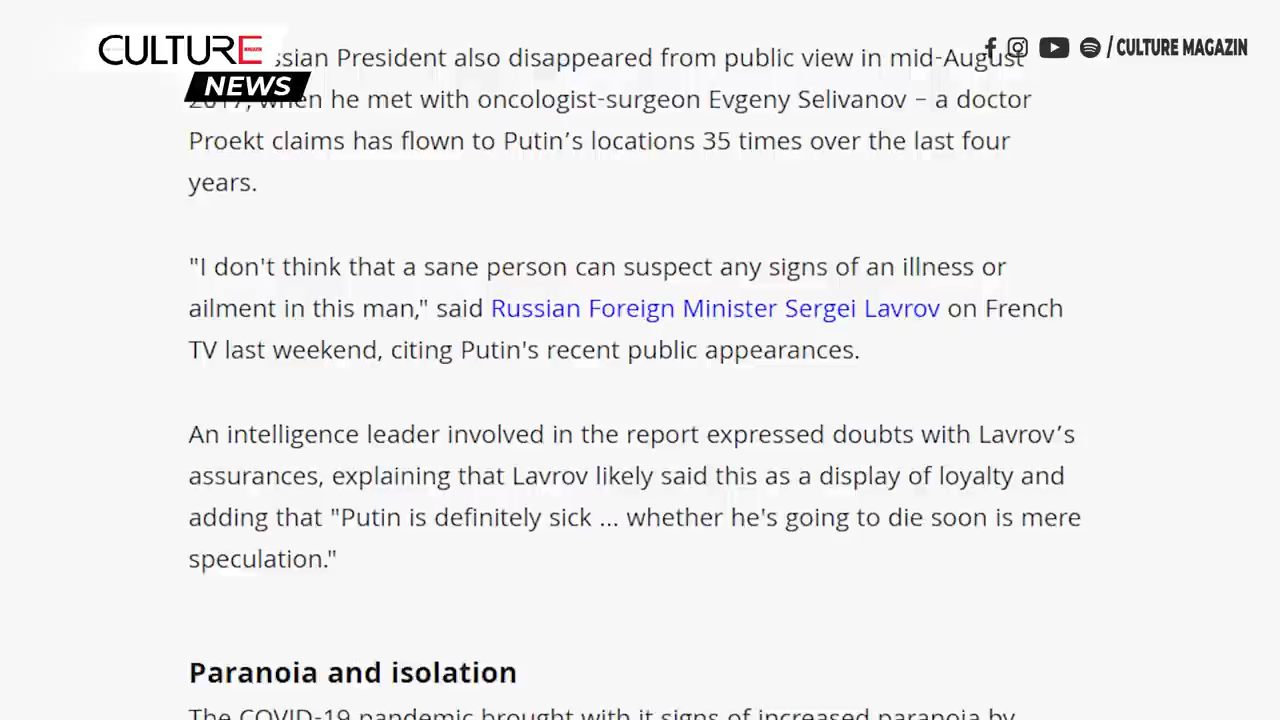 CULTURE
NEWS
/ CULTURE MAGAZIN
ssian President also disappeared from public view in mid-August
2017, when he met with oncologist-surgeon Evgeny Selivanov – a doctor
Proekt claims has flown to Putin’s locations 35 times over the last four
years.
"I don't think that a sane person can suspect any signs of an illness or
ailment in this man," said Russian Foreign Minister Sergei Lavrov on French
TV last weekend, citing Putin's recent public appearances.
An intelligence leader involved in the report expressed doubts with Lavrov’s
assurances, explaining that Lavrov likely said this as a display of loyalty and
adding that "Putin is definitely sick ... whether he's going to die soon is mere
speculation."
Paranoia and isolation
The COVID-19 pandemic brought with it signs of increased paranoia by